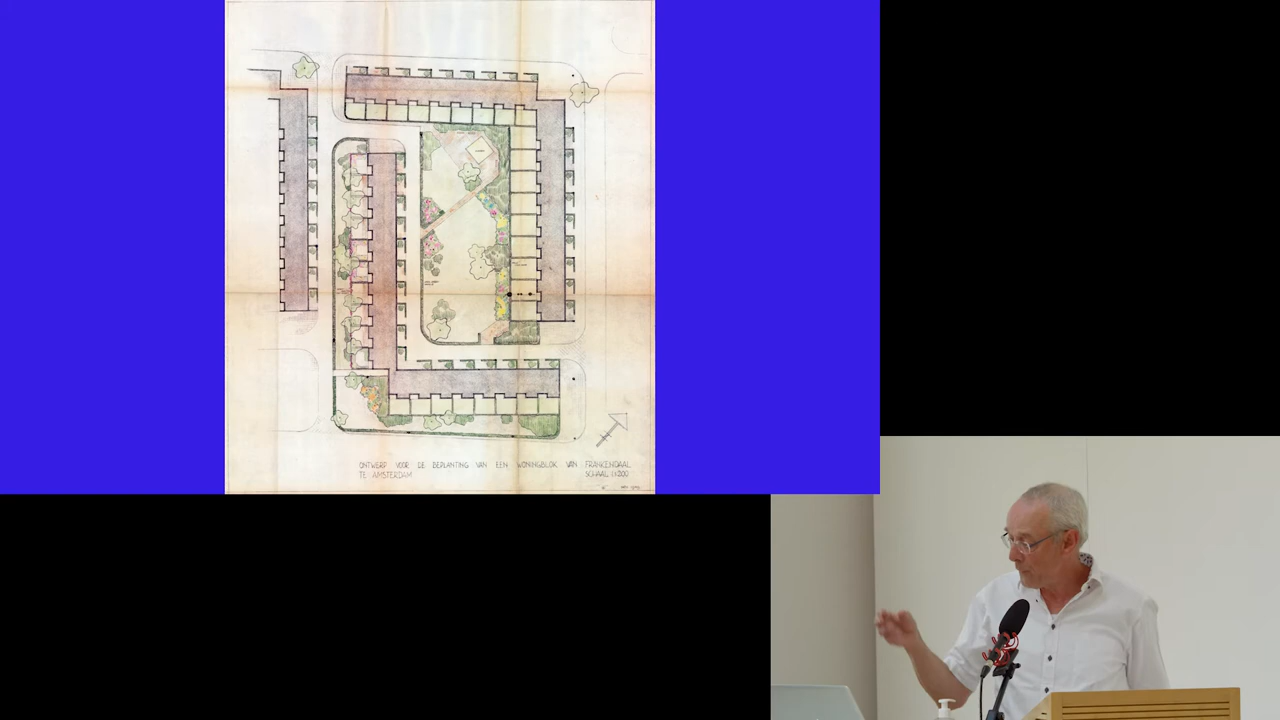 ONTWERP VOOR DE BEPLANTING VAN EEN WONINGBLOK VAN FRANKENDAAL
TE AMSTERDAM. SCHAAL 1:200